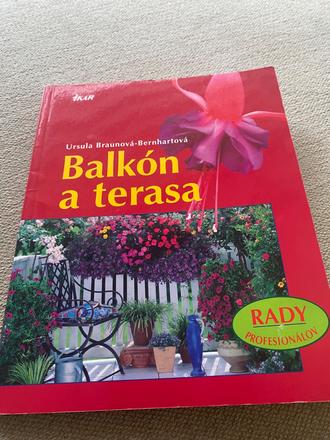 IKAR
Ursula Braunová-Bernhartová
Balkón
a terasa
RADY
PROFESIONÁLOV